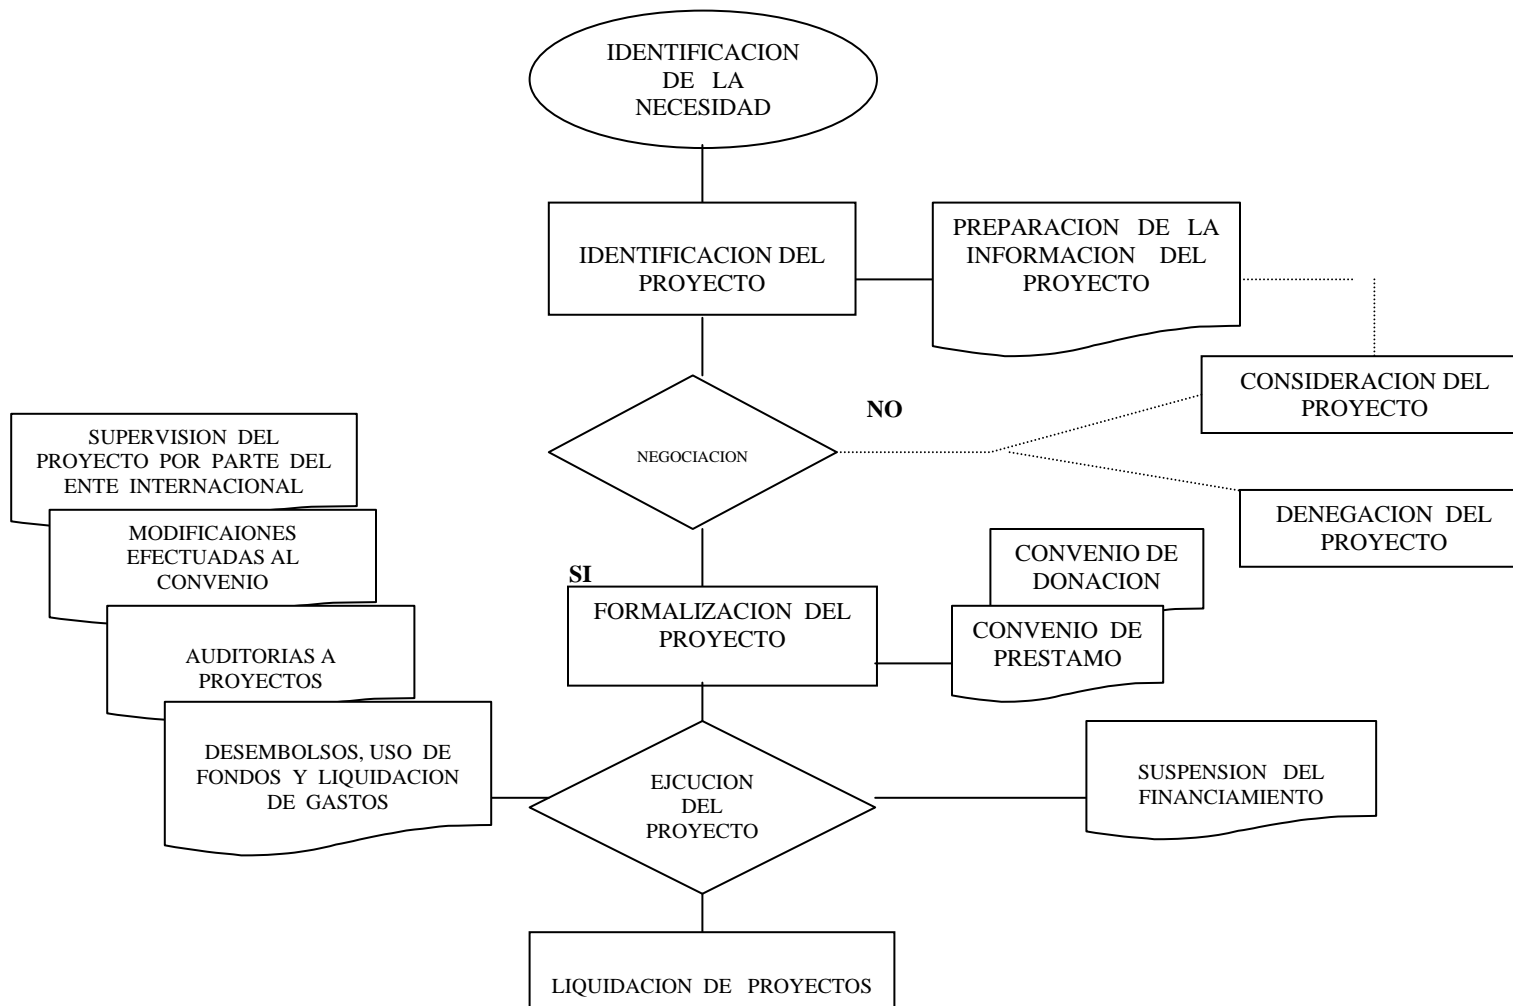 IDENTIFICACION
DE LA
NECESIDAD
IDENTIFICACION DEL
PROYECTO
PREPARACION DE LA
INFORMACION DEL
PROYECTO
CONSIDERACION DEL
PROYECTO
NO
NEGOCIACION
DENEGACION DEL
PROYECTO
SUPERVISION DEL
PROYECTO POR PARTE DEL
ENTE INTERNACIONAL
MODIFICAIONES
EFECTUADAS AL
CONVENIO
AUDITORIAS A
PROYECTOS
DESEMBOLSOS, USO DE
FONDOS Y LIQUIDACION
DE GASTOS
SI
FORMALIZACION DEL
PROYECTO
CONVENIO DE
DONACION
CONVENIO DE
PRESTAMO
EJCUCION
DEL
PROYECTO
SUSPENSION DEL
FINANCIAMIENTO
LIQUIDACION DE PROYECTOS